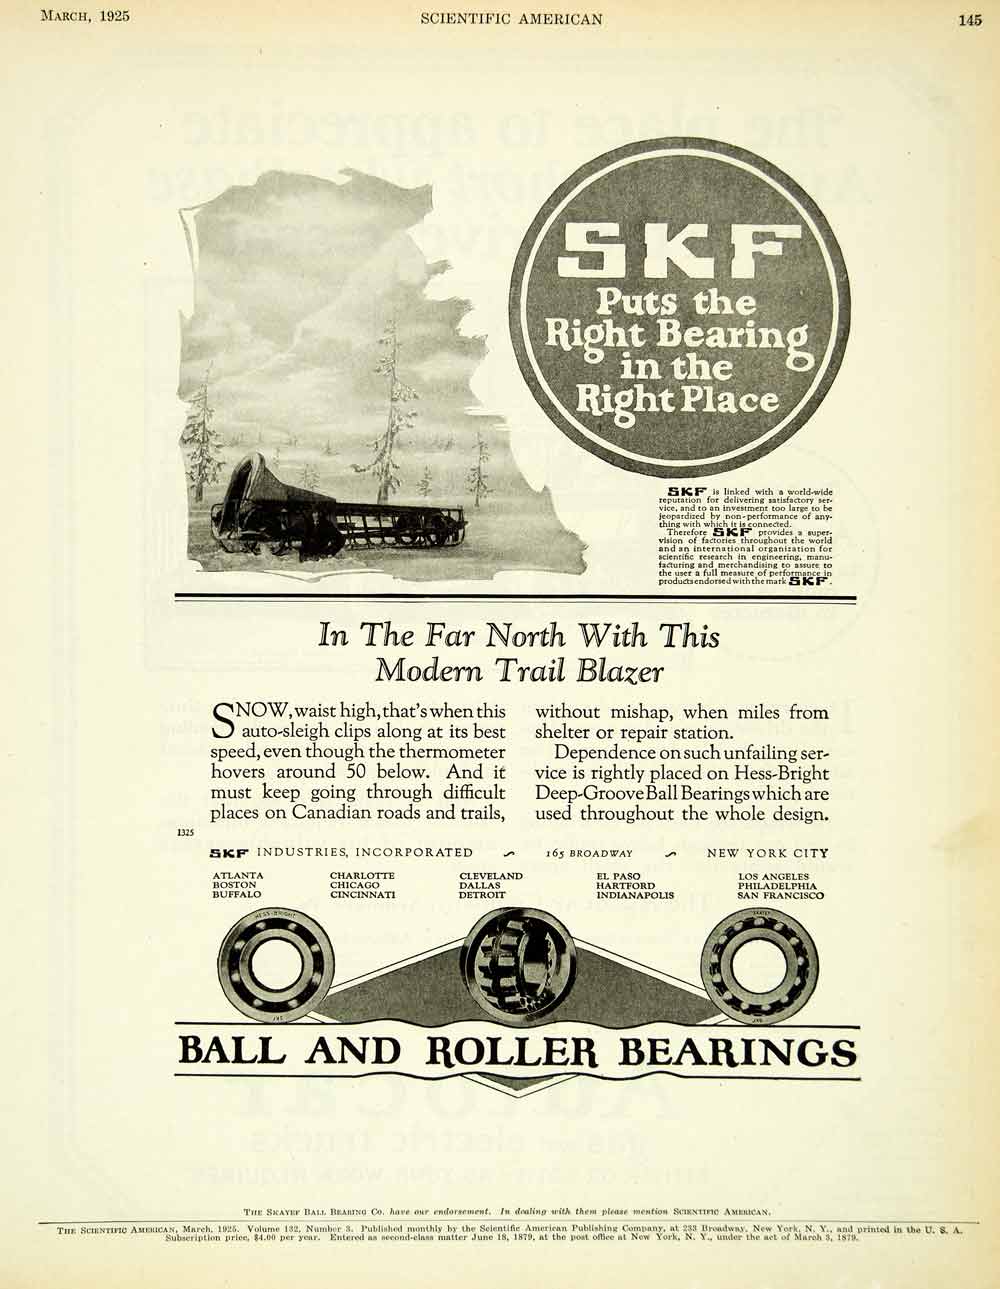 MARCH, 1925
SCIENTIFIC AMERICAN
145
SKF
Puts the
Right Bearing
in the
Right Place
SKF is linked with a world-wide
reputation for delivering satisfactory ser-
vice, and to an investment too large to be
jeopardized by non-performance of any-
thing with which it is connected.
Therefore SKF provides a super-
vision of factories throughout the world
and an international organization for
scientific research in engineering, manu-
facturing and merchandising to assure to
the user a full measure of performance in
products endorsed with the mark SKF.
In The Far North With This
Modern Trail Blazer
SNOW, waist high, that's when this
auto-sleigh clips along at its best
speed, even though the thermometer
hovers around 50 below. And it
must keep going through difficult
places on Canadian roads and trails,
without mishap, when miles from
shelter or repair station.
Dependence on such unfailing ser-
vice is rightly placed on Hess-Bright
Deep-Groove Ball Bearings which are
used throughout the whole design.
1325
SKF INDUSTRIES, INCORPORATED 165 BROADWAY NEW YORK CITY
ATLANTA
BOSTON
BUFFALO
CHARLOTTE
CHICAGO
CINCINNATI
CLEVELAND
DALLAS
DETROIT
EL PASO
HARTFORD
INDIANAPOLIS
LOS ANGELES
PHILADELPHIA
SAN FRANCISCO
HESS-BRIGHT
SKF
SKAYEF
SKF
BALL AND ROLLER BEARINGS
THE SKAYEF BALL BEARING CO. have our endorsement. In dealing with them please mention SCIENTIFIC AMERICAN.
THE SCIENTIFIC AMERICAN, March, 1925. Volume 132, Number 3. Published monthly by the Scientific American Publishing Company, at 233 Broadway, New York, N. Y., and printed in the U. S. A.
Subscription price, $4.00 per year. Entered as second-class matter June 18, 1879, at the post office at New York, N. Y., under the act of March 3, 1879.